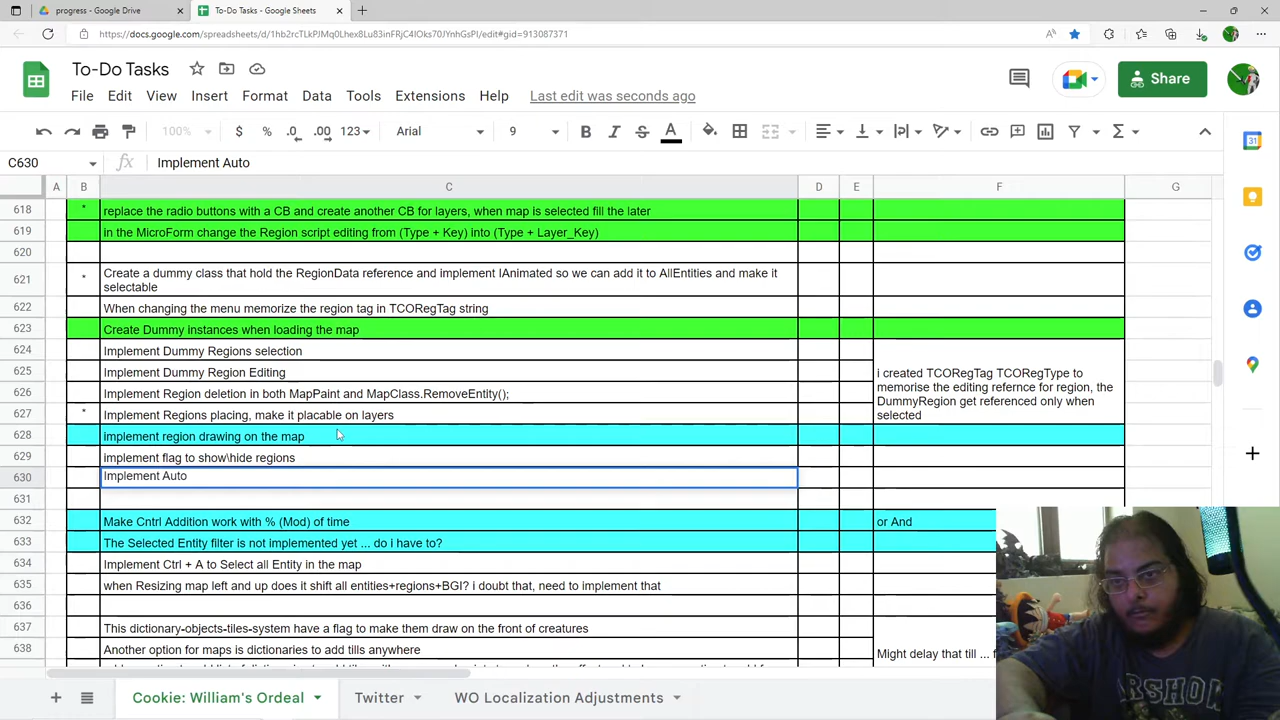 progress - Google Drive
To-Do Tasks - Google Sheets
https://docs.google.com/spreadsheets/d/1hb2rcTLkPJMq0Lhex8Lu83inFRjC4IOks70JYnhGsPI/edit#gid=913087371
To-Do Tasks
File Edit View Insert Format Data Tools Extensions Help Last edit was seconds ago
Share
100% $ % .0 .00 123 Arial 9 B I S A
C630 fx Implement Auto
A B C D E F G
618 * replace the radio buttons with a CB and create another CB for layers, when map is selected fill the later
619 in the MicroForm change the Region script editing from (Type + Key) into (Type + Layer_Key)
620
621 * Create a dummy class that hold the RegionData reference and implement IAnimated so we can add it to AllEntities and make it
selectable
622 When changing the menu memorize the region tag in TCORegTag string
623 Create Dummy instances when loading the map
624 Implement Dummy Regions selection
625 Implement Dummy Region Editing
626 Implement Region deletion in both MapPaint and MapClass.RemoveEntity();
627 * Implement Regions placing, make it placable on layers
i created TCORegTag TCORegType to
memorise the editing refernce for region, the
DummyRegion get referenced only when
selected
628 implement region drawing on the map
629 implement flag to show\hide regions
630 Implement Auto
631
632 Make Cntrl Addition work with % (Mod) of time or And
633 The Selected Entity filter is not implemented yet ... do i have to?
634 Implement Ctrl + A to Select all Entity in the map
635 when Resizing map left and up does it shift all entities+regions+BGI? i doubt that, need to implement that
636
637 This dictionary-objects-tiles-system have a flag to make them draw on the front of creatures
638 Another option for maps is dictionaries to add tills anywhere
Might delay that till ...
Cookie: William's Ordeal Twitter WO Localization Adjustments